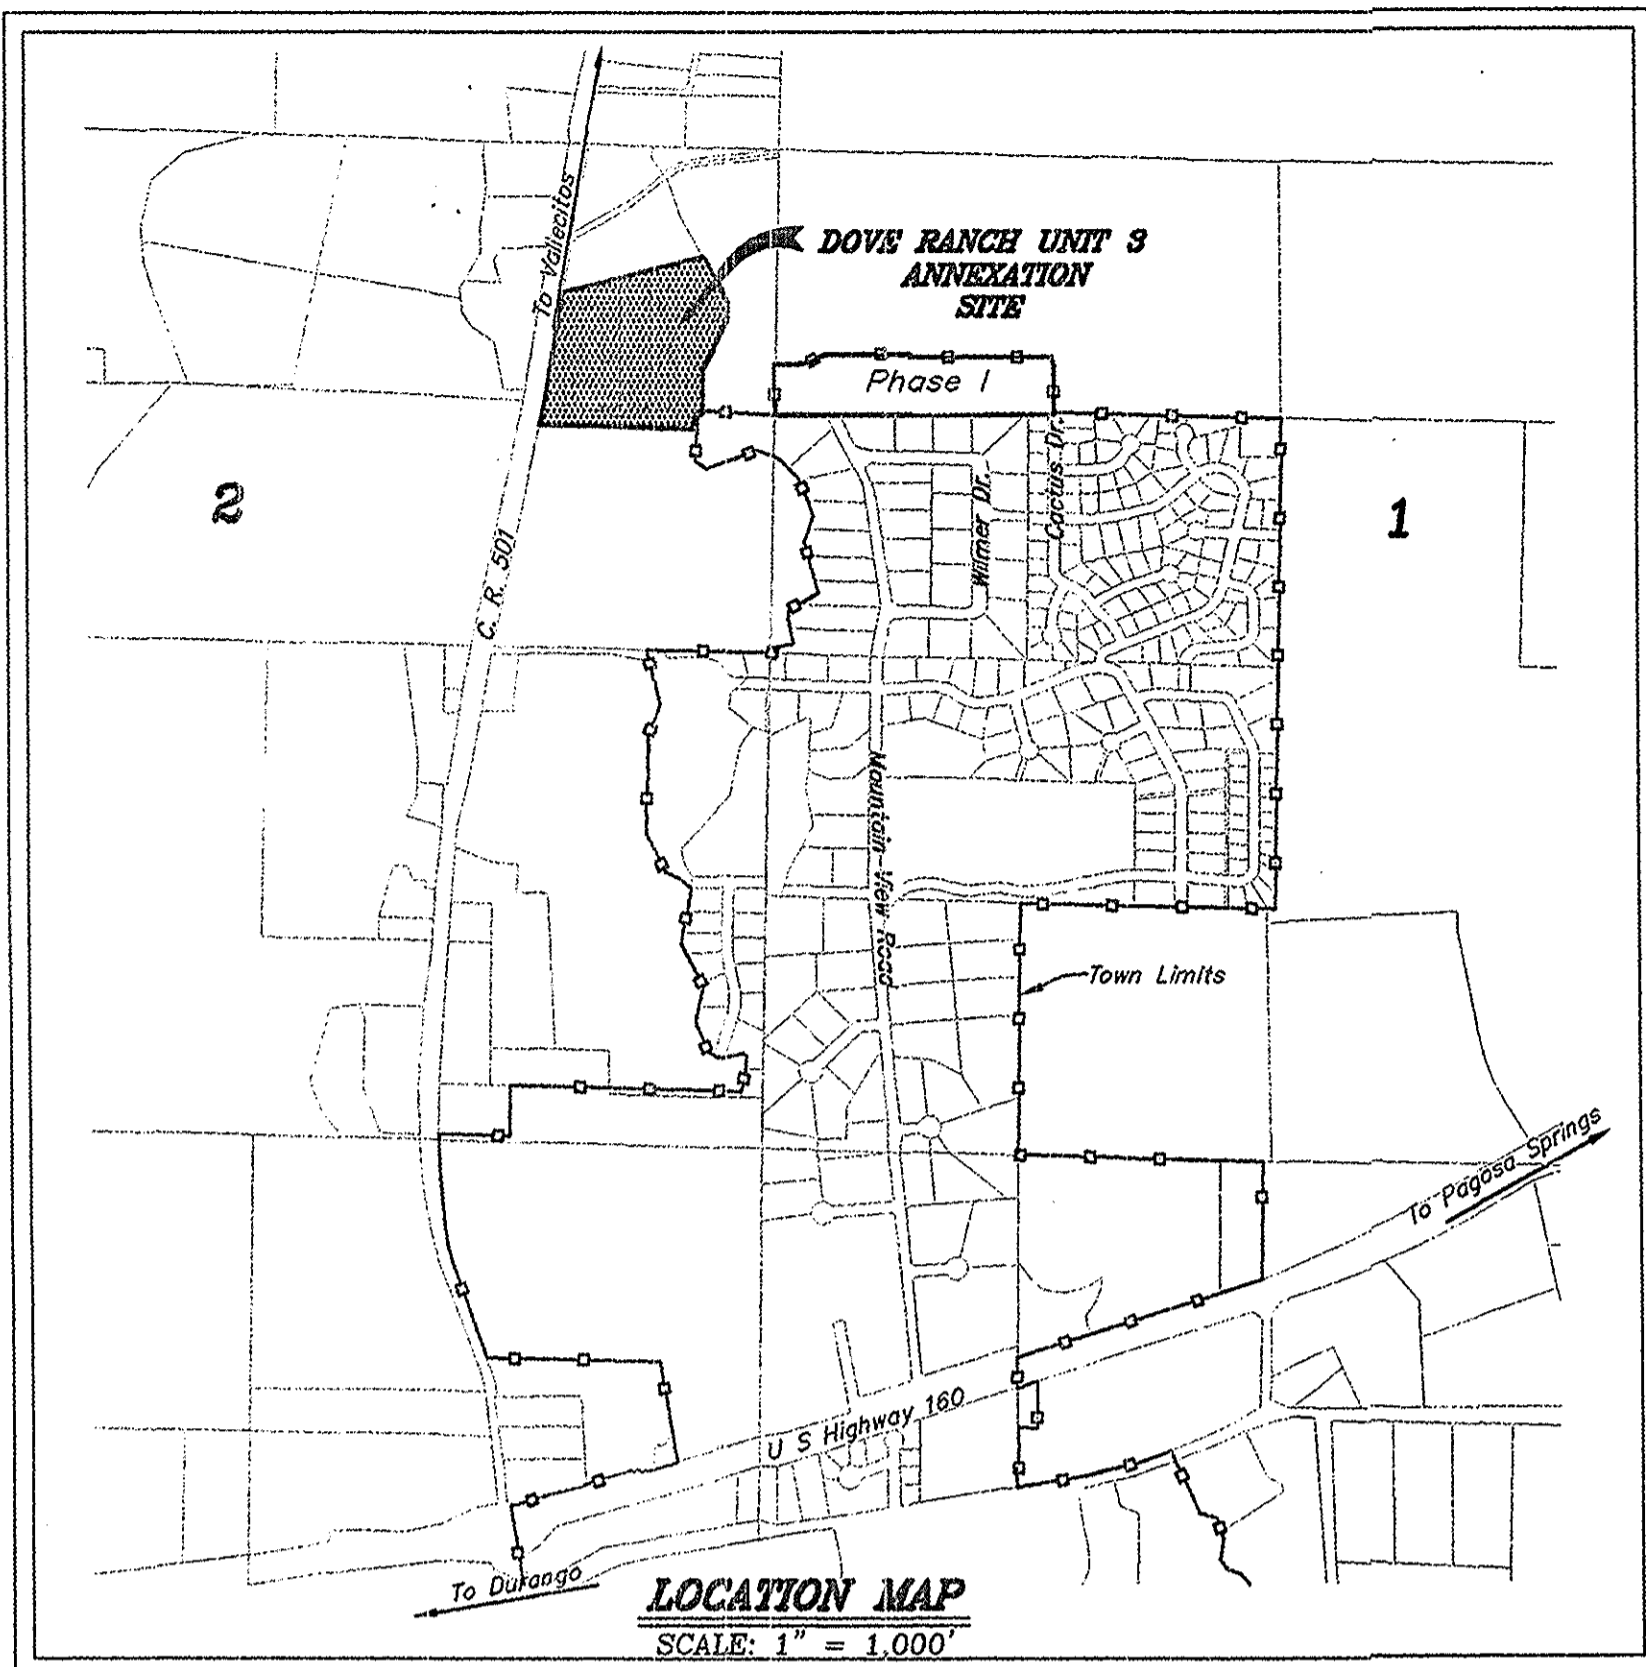 To Vallecitos
DOVE RANCH UNIT 3
ANNEXATION
SITE
Phase I
2
1
Cactus Dr.
Wilmer Dr.
C. R. 501
Mountain View Road
Town Limits
To Pagosa Springs
U S Highway 160
To Durango
LOCATION MAP
SCALE: 1" = 1,000'